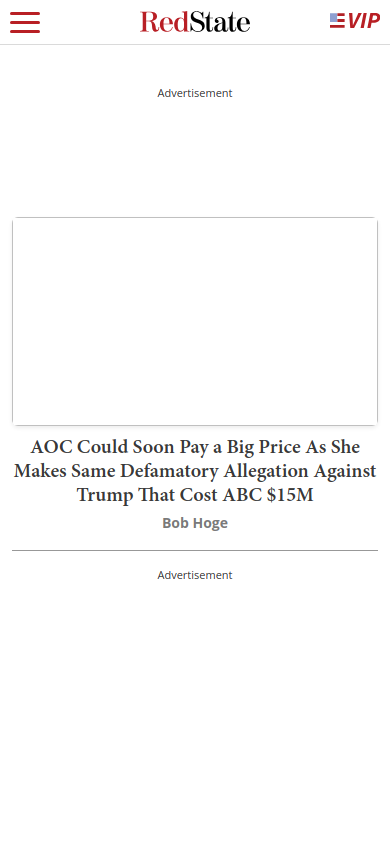 RedState
VIP
Advertisement
AOC Could Soon Pay a Big Price As She
Makes Same Defamatory Allegation Against
Trump That Cost ABC $15M
Bob Hoge
Advertisement